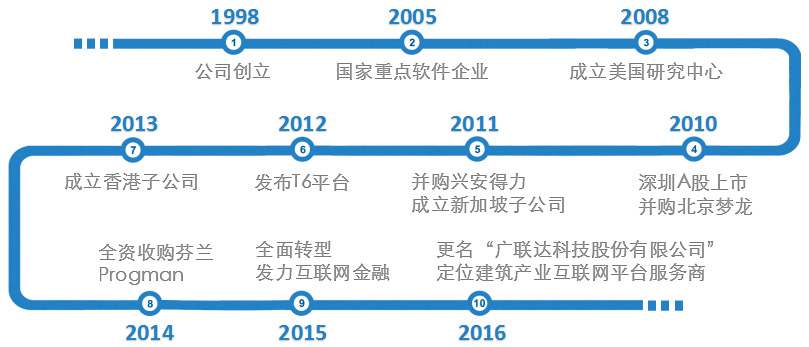 1998
1
公司创立
2005
2
国家重点软件企业
2008
3
成立美国研究中心
2010
4
深圳A股上市
并购北京梦龙
2011
5
并购兴安得力
成立新加坡子公司
2012
6
发布T6平台
2013
7
成立香港子公司
全资收购芬兰
Progman
8
2014
全面转型
发力互联网金融
9
2015
更名“广联达科技股份有限公司”
定位建筑产业互联网平台服务商
10
2016